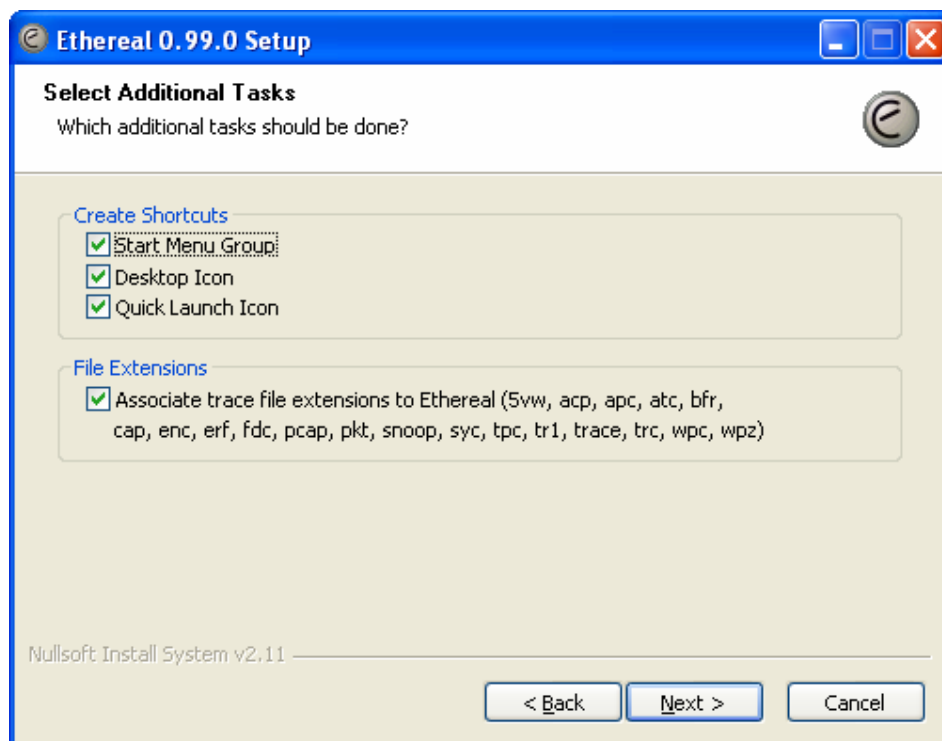 Ethereal 0.99.0 Setup
Select Additional Tasks
Which additional tasks should be done?
Create Shortcuts
Start Menu Group
Desktop Icon
Quick Launch Icon
File Extensions
Associate trace file extensions to Ethereal (5vw, acp, apc, atc, bfr,
cap, enc, erf, fdc, pcap, pkt, snoop, syc, tpc, tr1, trace, trc, wpc, wpz)
Nullsoft Install System v2.11
< Back
Next >
Cancel